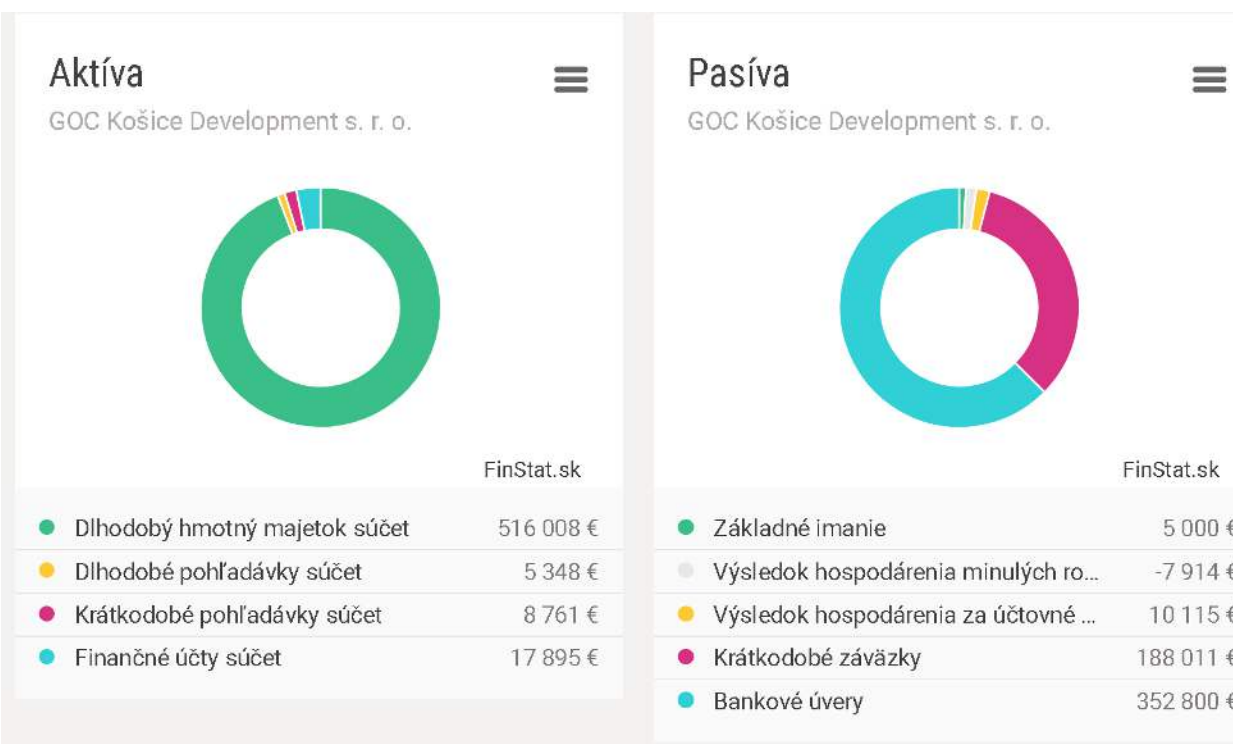 Aktíva
GOC Košice Development s. r. o.
FinStat.sk
Dlhodobý hmotný majetok súčet 516 008 €
Dlhodobé pohľadávky súčet 5 348 €
Krátkodobé pohľadávky súčet 8 761 €
Finančné účty súčet 17 895 €
Pasíva
GOC Košice Development s. r. o.
FinStat.sk
Základné imanie 5 000 €
Výsledok hospodárenia minulých ro... -7 914 €
Výsledok hospodárenia za účtovné ... 10 115 €
Krátkodobé záväzky 188 011 €
Bankové úvery 352 800 €